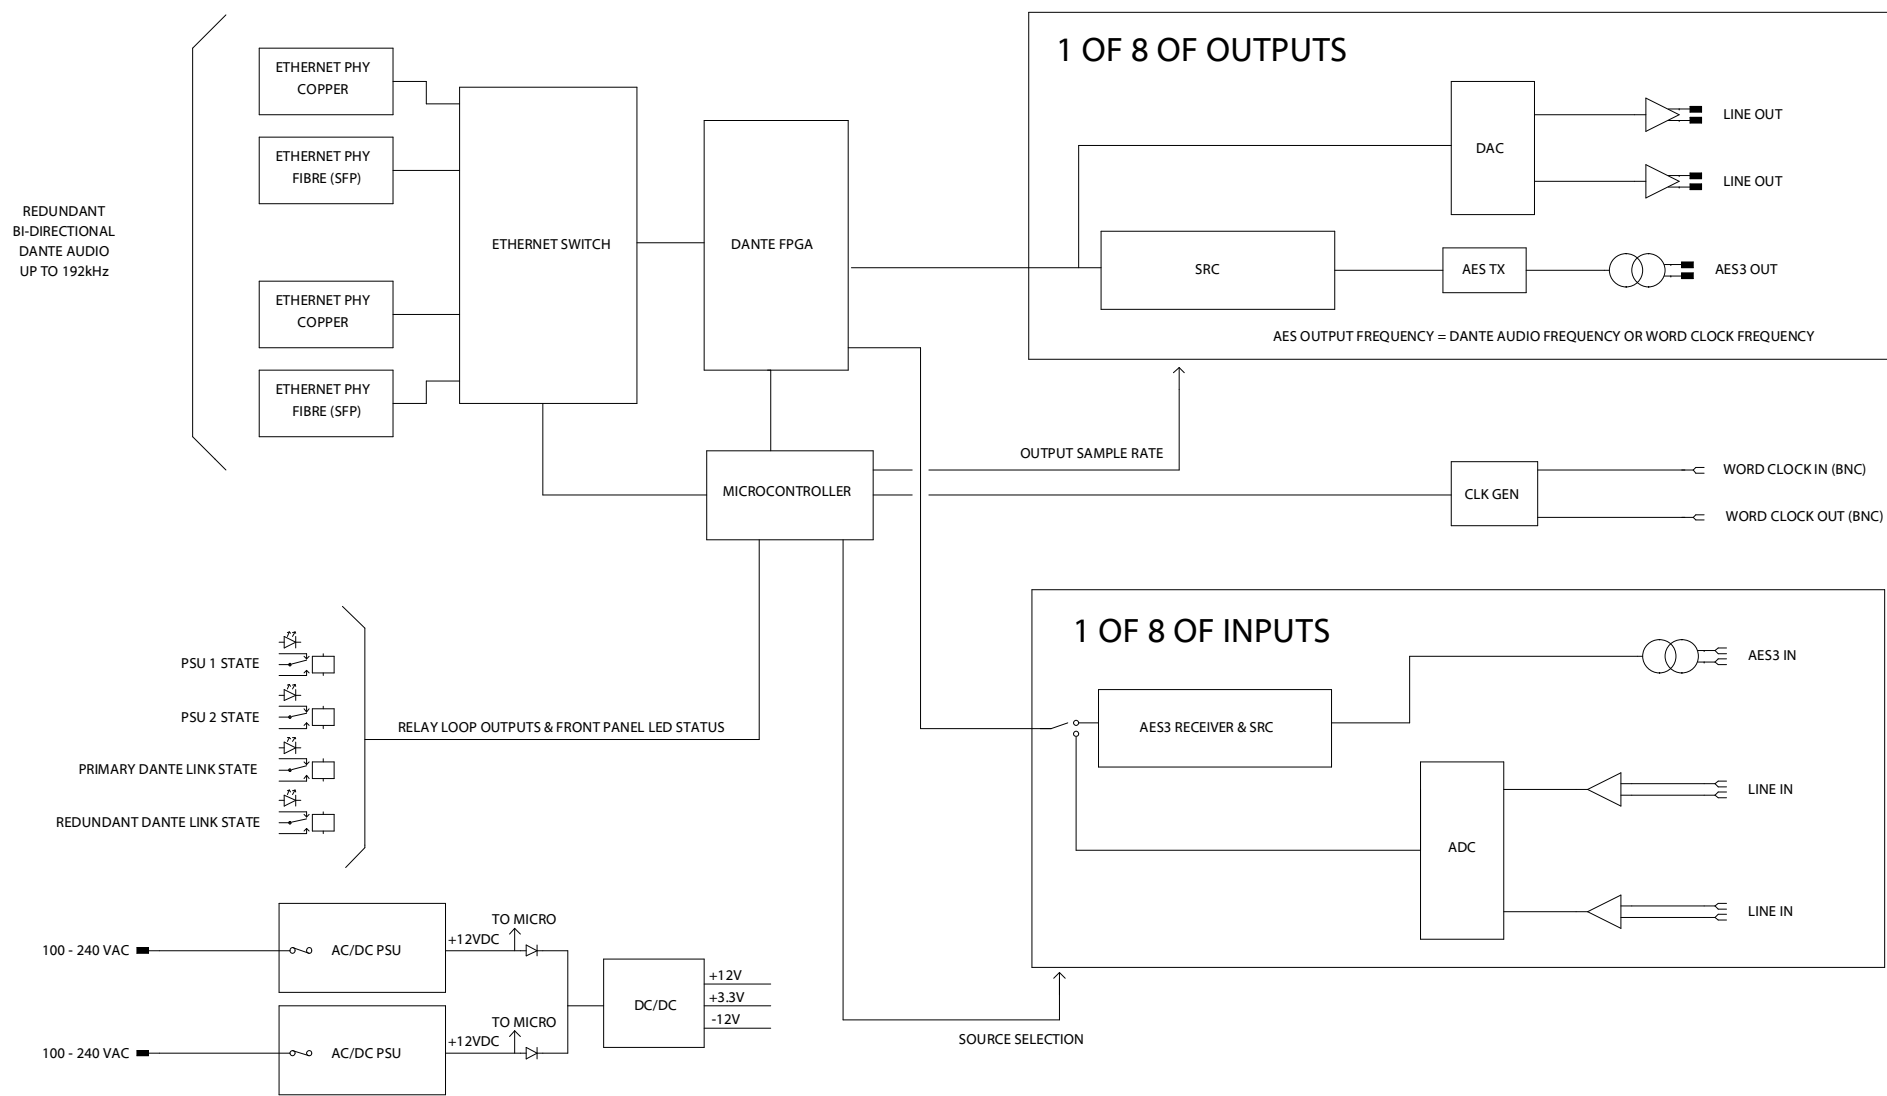 REDUNDANT
BI-DIRECTIONAL
DANTE AUDIO
UP TO 192kHz
ETHERNET PHY
COPPER
ETHERNET PHY
FIBRE (SFP)
ETHERNET PHY
COPPER
ETHERNET PHY
FIBRE (SFP)
ETHERNET SWITCH
DANTE FPGA
MICROCONTROLLER
1 OF 8 OF OUTPUTS
DAC
LINE OUT
LINE OUT
SRC
AES TX
AES3 OUT
AES OUTPUT FREQUENCY = DANTE AUDIO FREQUENCY OR WORD CLOCK FREQUENCY
OUTPUT SAMPLE RATE
CLK GEN
WORD CLOCK IN (BNC)
WORD CLOCK OUT (BNC)
1 OF 8 OF INPUTS
AES3 IN
AES3 RECEIVER & SRC
LINE IN
ADC
LINE IN
SOURCE SELECTION
PSU 1 STATE
PSU 2 STATE
PRIMARY DANTE LINK STATE
REDUNDANT DANTE LINK STATE
RELAY LOOP OUTPUTS & FRONT PANEL LED STATUS
100 - 240 VAC
AC/DC PSU
+12VDC
TO MICRO
100 - 240 VAC
AC/DC PSU
+12VDC
TO MICRO
DC/DC
+12V
+3.3V
-12V